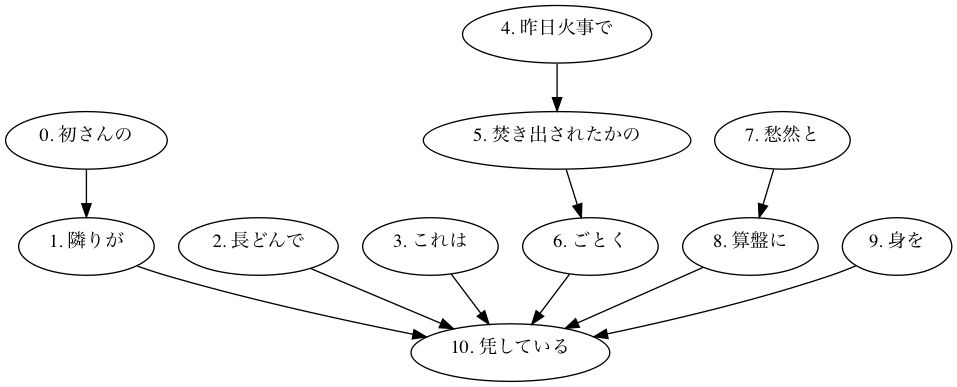 4. 昨日火事で
0. 初さんの
5. 焚き出されたかの
7. 愁然と
1. 隣りが
2. 長どんで
3. これは
6. ごとく
8. 算盤に
9. 身を
10. 凭している